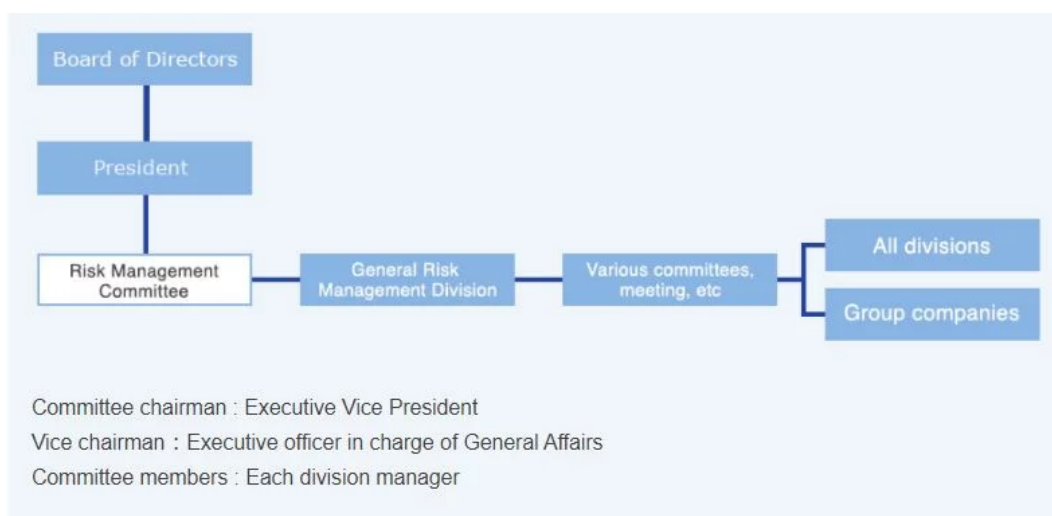 Board of Directors
President
Risk Management
Committee
General Risk
Management Division
Various committees,
meeting, etc
All divisions
Group companies
Committee chairman : Executive Vice President
Vice chairman：Executive officer in charge of General Affairs
Committee members : Each division manager